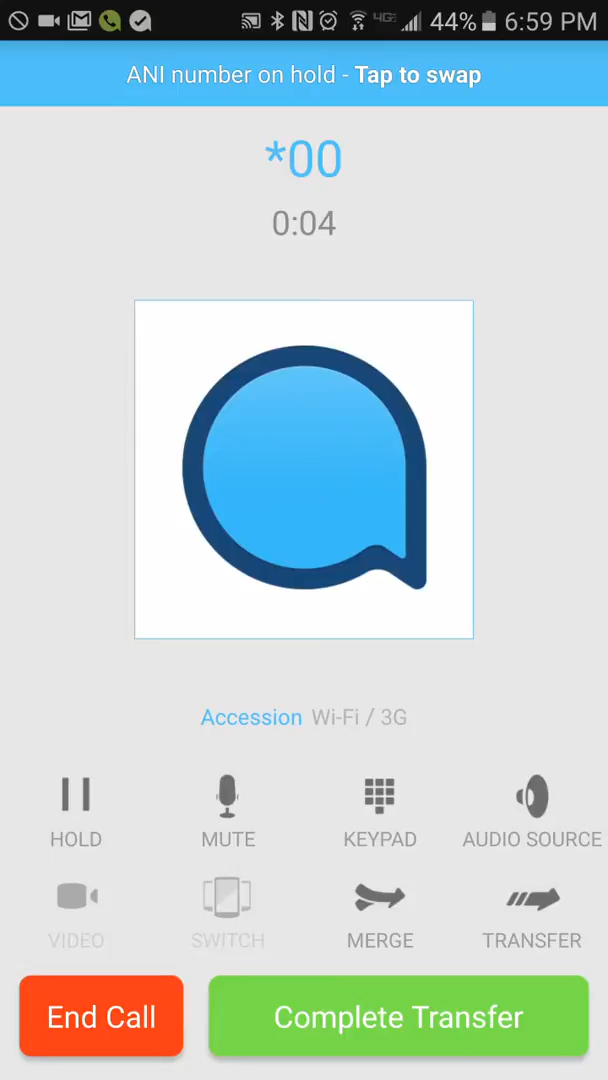 4G 44% 6:59 PM
ANI number on hold - Tap to swap
*00
0:04
Accession Wi-Fi / 3G
HOLD MUTE KEYPAD AUDIO SOURCE
VIDEO SWITCH MERGE TRANSFER
End Call Complete Transfer